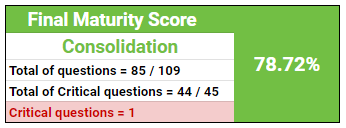 Final Maturity Score
Consolidation
78.72%
Total of questions = 85 / 109
Total of Critical questions = 44 / 45
Critical questions = 1